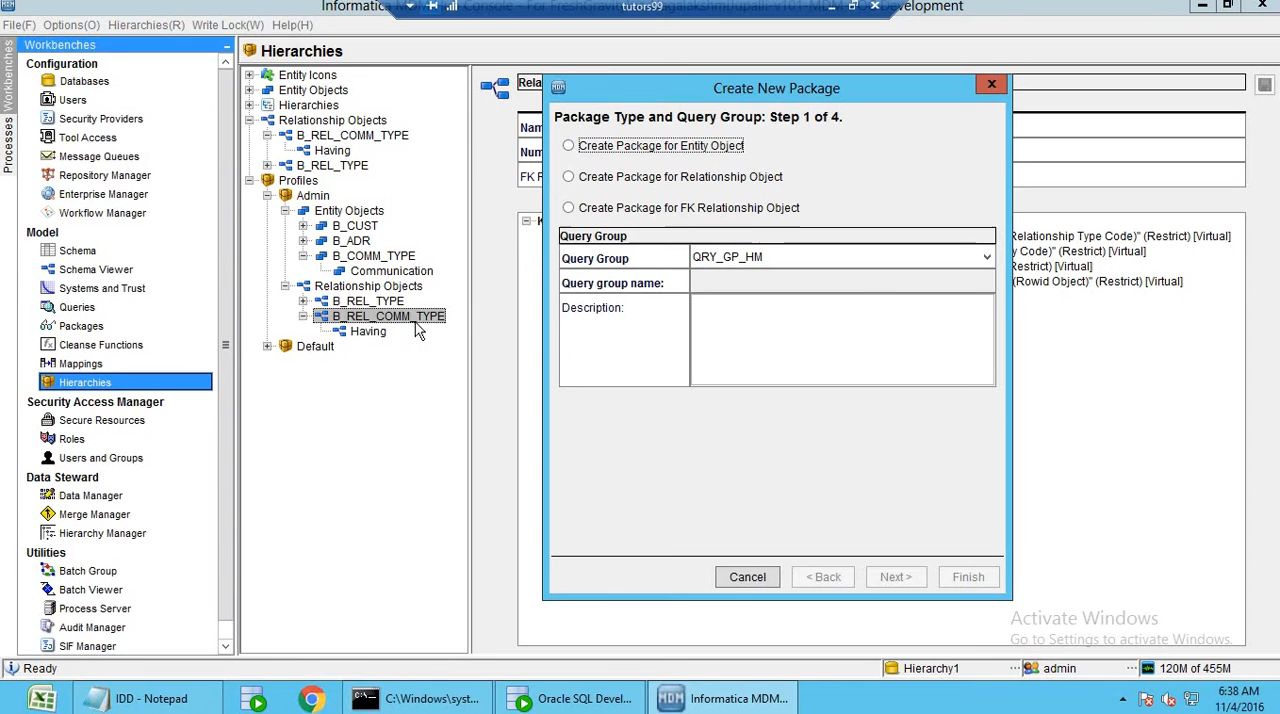 tutors99
File(F) Options(O) Hierarchies(R) Write Lock(W) Help(H)
Workbenches
Processes
Workbenches
Configuration
Databases
Users
Security Providers
Tool Access
Message Queues
Repository Manager
Enterprise Manager
Workflow Manager
Model
Schema
Schema Viewer
Systems and Trust
Queries
Packages
Cleanse Functions
Mappings
Hierarchies
Security Access Manager
Secure Resources
Roles
Users and Groups
Data Steward
Data Manager
Merge Manager
Hierarchy Manager
Utilities
Batch Group
Batch Viewer
Process Server
Audit Manager
SIF Manager
Hierarchies
Entity Icons
Entity Objects
Hierarchies
Relationship Objects
B_REL_COMM_TYPE
Having
B_REL_TYPE
Profiles
Admin
Entity Objects
B_CUST
B_ADR
B_COMM_TYPE
Communication
Relationship Objects
B_REL_TYPE
B_REL_COMM_TYPE
Having
Default
Create New Package
Package Type and Query Group: Step 1 of 4.
Create Package for Entity Object
Create Package for Relationship Object
Create Package for FK Relationship Object
Query Group
Query Group QRY_GP_HM
Query group name:
Description:
Cancel < Back Next > Finish
Relationship Type Code)" (Restrict) [Virtual]
y Code)" (Restrict) [Virtual]
(Restrict) [Virtual]
(Rowid Object)" (Restrict) [Virtual]
Activate Windows
Go to Settings to activate Windows.
Ready
Hierarchy1 admin 120M of 455M
IDD - Notepad
C:\Windows\syst...
Oracle SQL Devel...
MDM Informatica MDM...
6:38 AM
11/4/2016